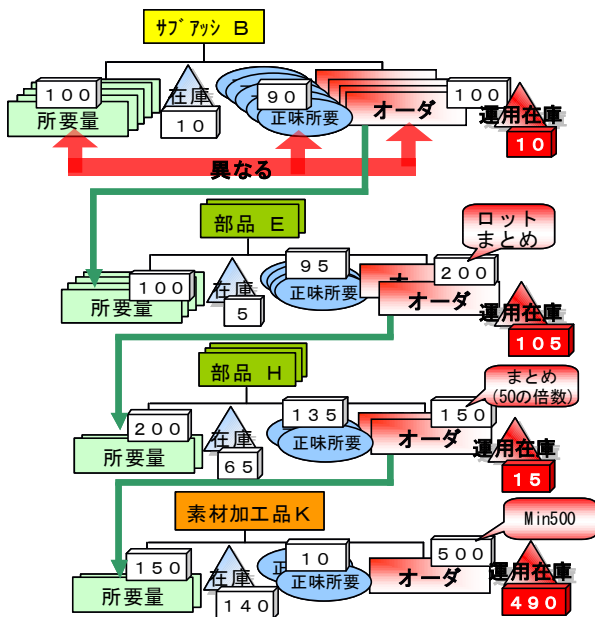 ｻﾌﾞｱｯｼ B
１００
所要量
在庫
１０
９０
正味所要
オーダ
１００
運用在庫
１０
異なる
部品 E
１００
所要量
在庫
５
９５
正味所要
オーダ
２００
ロット
まとめ
運用在庫
１０５
部品 H
２００
所要量
在庫
６５
１３５
正味所要
オーダ
１５０
まとめ
(50の倍数)
運用在庫
１５
素材加工品K
１５０
所要量
在庫
１４０
１０
正味所要
オーダ
５００
Min500
運用在庫
４９０